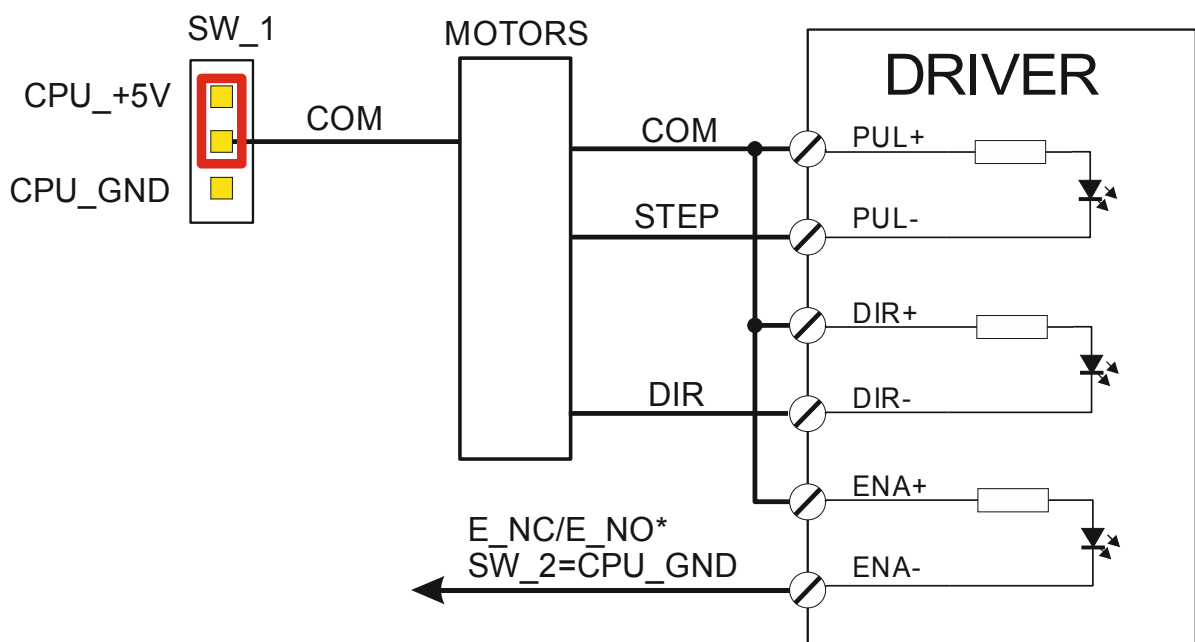 SW_1
CPU_+5V
CPU_GND
COM
MOTORS
COM
STEP
DIR
E_NC/E_NO*
SW_2=CPU_GND
DRIVER
PUL+
PUL-
DIR+
DIR-
ENA+
ENA-